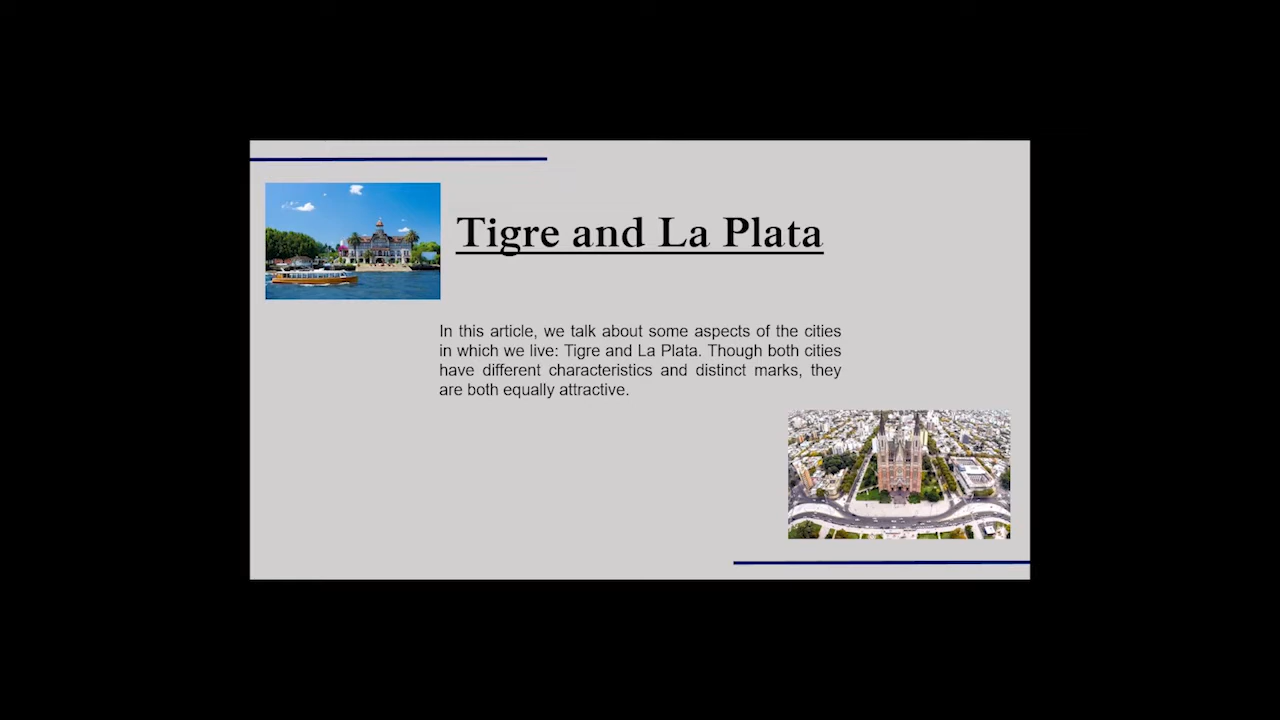 Tigre and La Plata
In this article, we talk about some aspects of the cities
in which we live: Tigre and La Plata. Though both cities
have different characteristics and distinct marks, they
are both equally attractive.